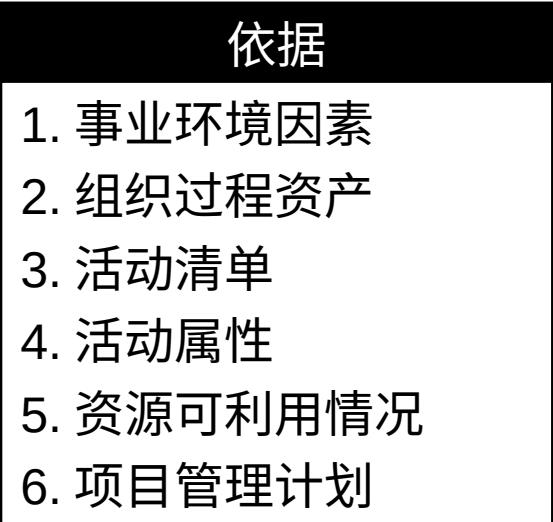 依据
1. 事业环境因素
2. 组织过程资产
3. 活动清单
4. 活动属性
5. 资源可利用情况
6. 项目管理计划